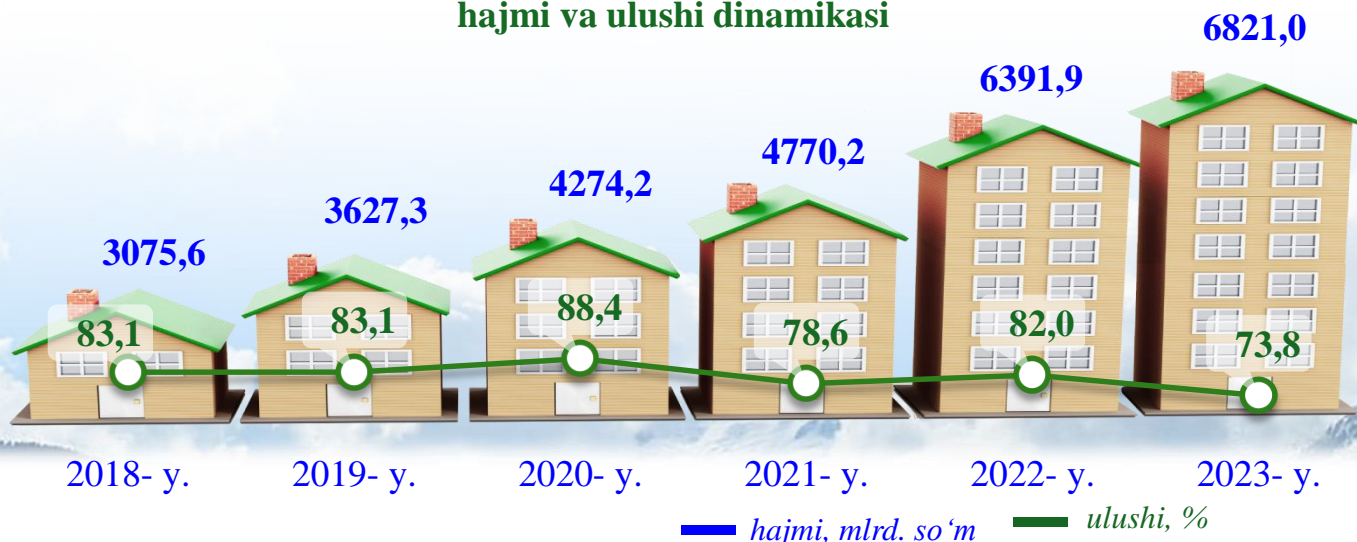 hajmi va ulushi dinamikasi
6821,0
6391,9
4770,2
4274,2
3627,3
3075,6
83,1
83,1
88,4
78,6
82,0
73,8
2018- y.
2019- y.
2020- y.
2021- y.
2022- y.
2023- y.
hajmi, mlrd. so‘m
ulushi, %